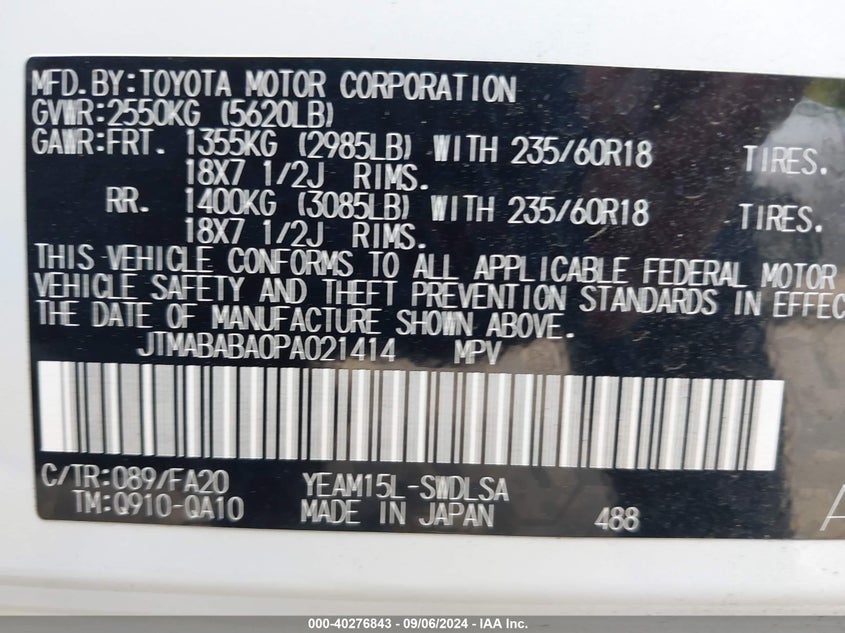 MFD.BY:TOYOTA MOTOR CORPORATION
GVWR:2550KG (5620LB)
GAWR:FRT. 1355KG (2985LB) WITH 235/60R18 TIRES.
18X7 1/2J RIMS.
RR. 1400KG (3085LB) WITH 235/60R18 TIRES.
18X7 1/2J RIMS.
THIS VEHICLE CONFORMS TO ALL APPLICABLE FEDERAL MOTOR
VEHICLE SAFETY AND THEFT PREVENTION STANDARDS IN EFFEC
THE DATE OF MANUFACTURE SHOWN ABOVE.
JTMABABA0PA021414 MPV
C/TR:089/FA20 YEAM15L-SWDLSA
TM:Q910-QA10 MADE IN JAPAN 488
A
000-40276843 - 09/06/2024 - IAA Inc.